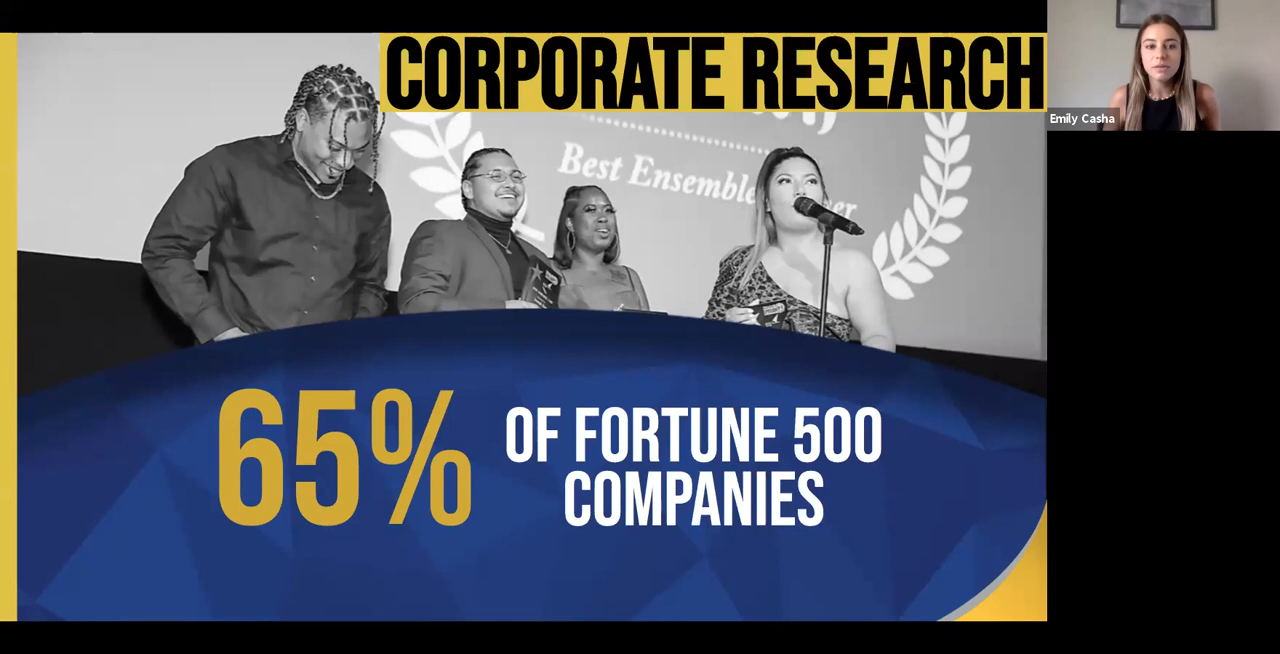 CORPORATE RESEARCH
Best Ensemble
65%
OF FORTUNE 500
COMPANIES
Emily Casha